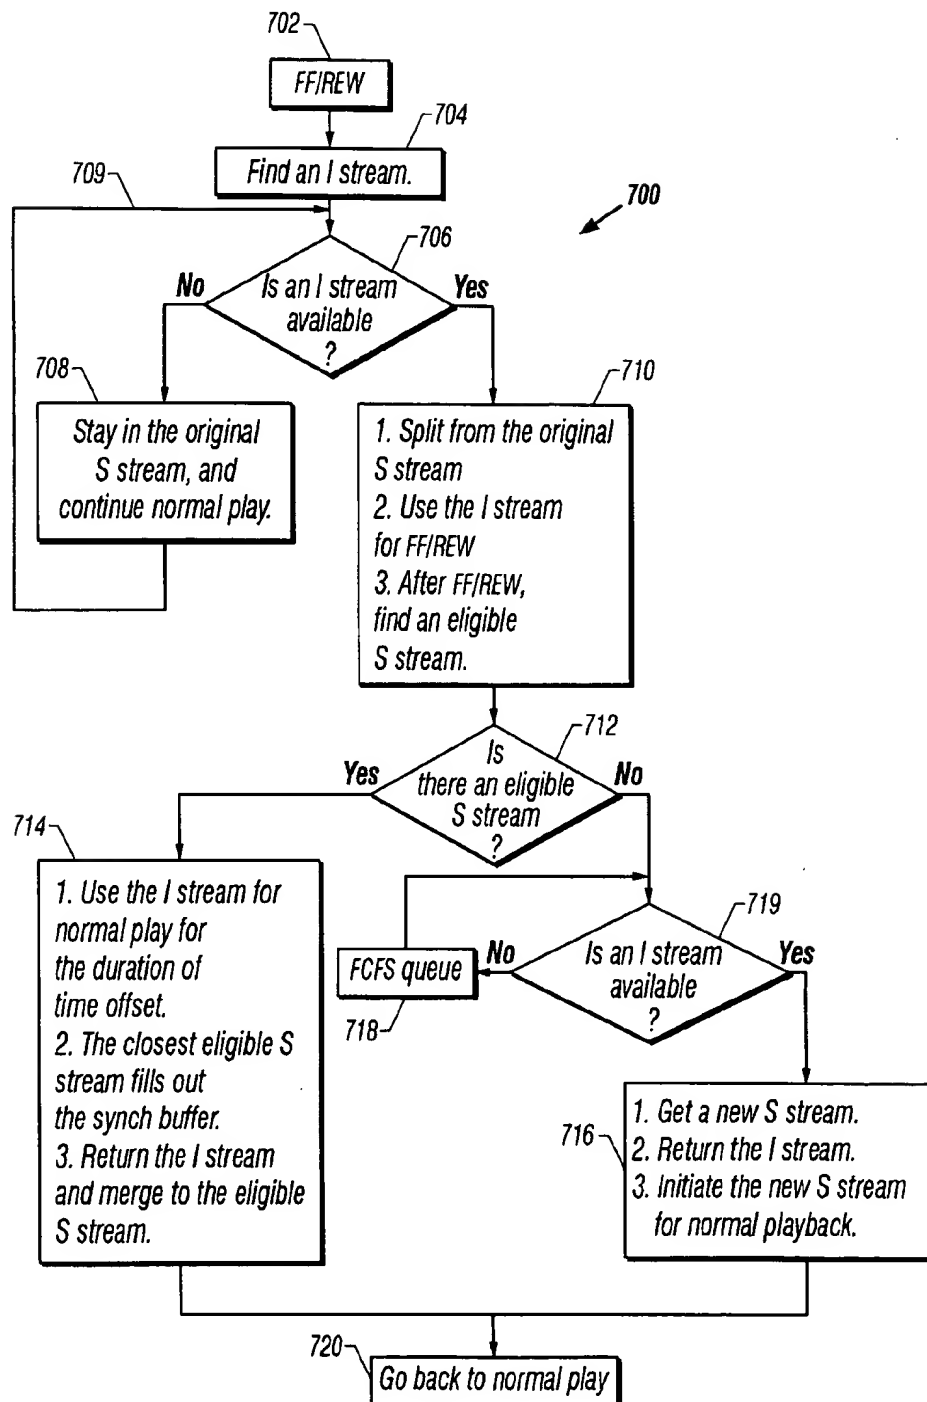 702
FF/REW
704
Find an I stream.
709
700
706
No
Is an I stream
available
?
Yes
708
Stay in the original
S stream, and
continue normal play.
710
1. Split from the original
S stream
2. Use the I stream
for FF/REW
3. After FF/REW,
find an eligible
S stream.
712
Yes
Is
there an eligible
S stream
?
No
714
1. Use the I stream for
normal play for
the duration of
time offset.
2. The closest eligible S
stream fills out
the synch buffer.
3. Return the I stream
and merge to the eligible
S stream.
719
FCFS queue
718
No
Is an I stream
available
?
Yes
716
1. Get a new S stream.
2. Return the I stream.
3. Initiate the new S stream
for normal playback.
720
Go back to normal play